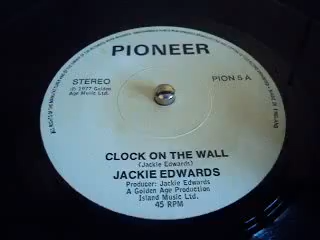 PIONEER
STEREO
℗ 1977 Golden
Age Music Ltd.
PION 5 A
CLOCK ON THE WALL
(Jackie Edwards)
JACKIE EDWARDS
Producer: Jackie Edwards
A Golden Age Production
Island Music Ltd.
45 RPM